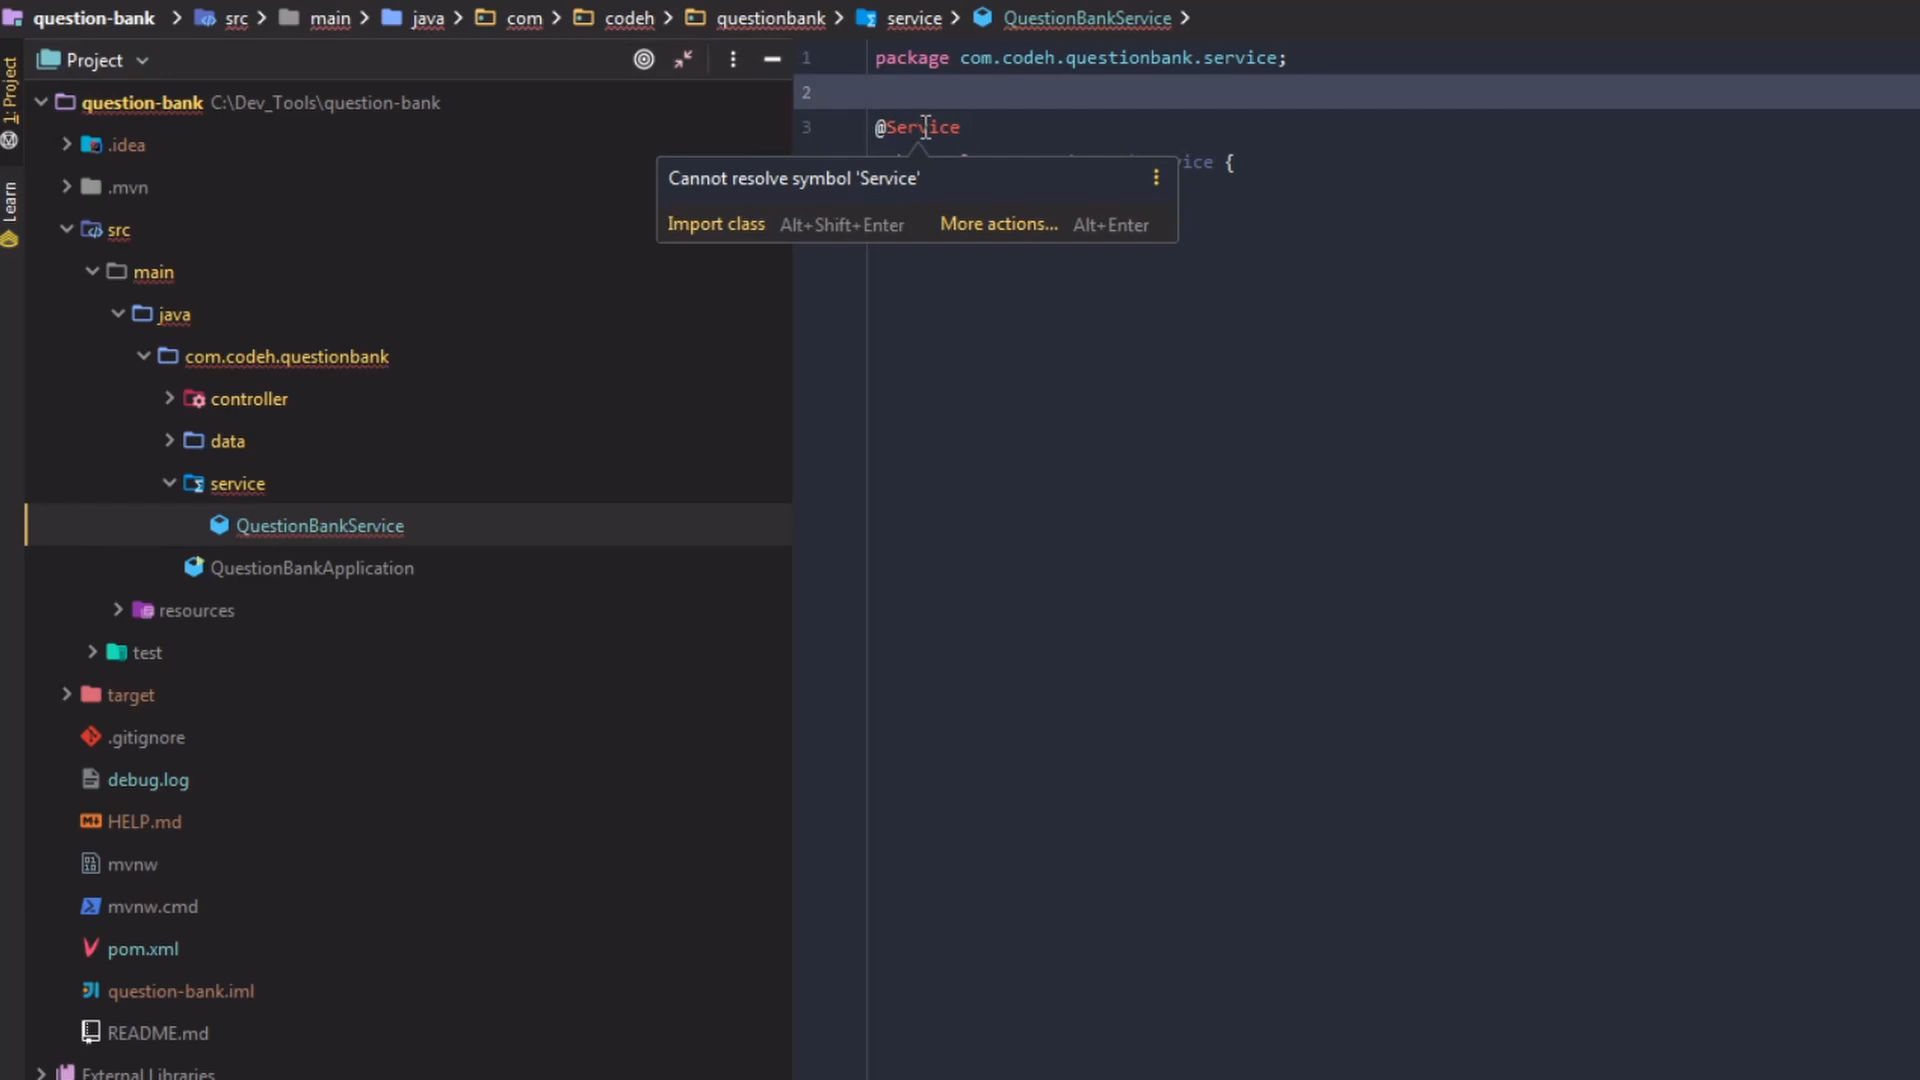 question-bank src main java com codeh questionbank service QuestionBankService
1: Project
Learn
Project
question-bank C:\Dev_Tools\question-bank
.idea
.mvn
src
main
java
com.codeh.questionbank
controller
data
service
QuestionBankService
QuestionBankApplication
resources
test
target
.gitignore
debug.log
HELP.md
mvnw
mvnw.cmd
pom.xml
question-bank.iml
README.md
External Libraries
1 package com.codeh.questionbank.service;
2
3 @Service
{
Cannot resolve symbol 'Service'
Import class Alt+Shift+Enter More actions... Alt+Enter